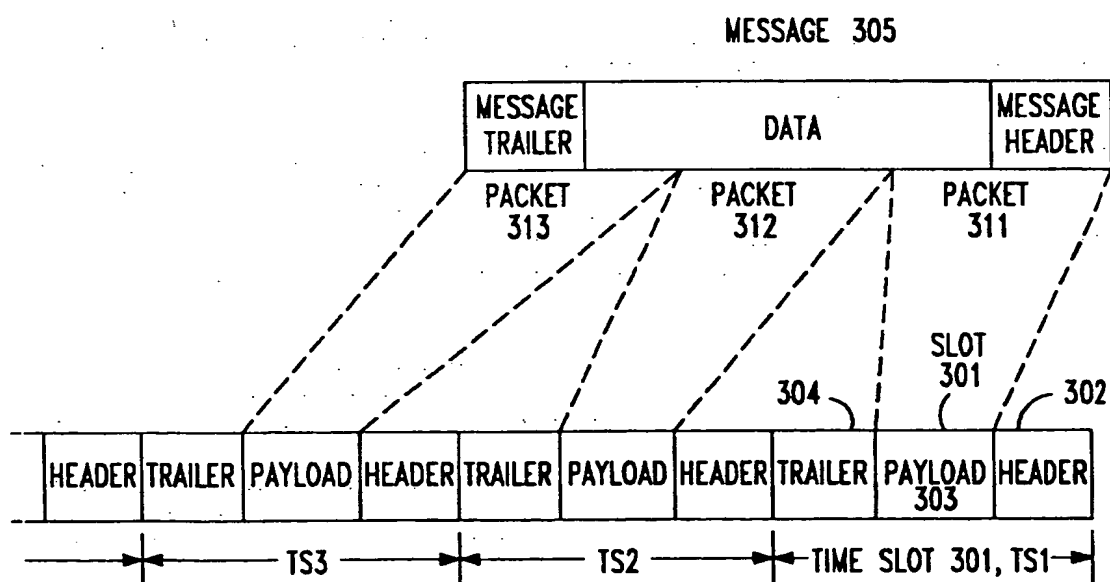 MESSAGE 305
MESSAGE TRAILER
DATA
MESSAGE HEADER
PACKET 313
PACKET 312
PACKET 311
SLOT 301
304
302
HEADER
TRAILER
PAYLOAD
HEADER
TRAILER
PAYLOAD
HEADER
TRAILER
PAYLOAD 303
HEADER
TS3
TS2
TIME SLOT 301, TS1